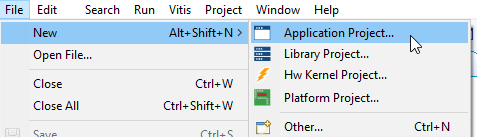 File Edit Search Vitis Project Window Help
New Alt+Shift+N
Open File...
Close Ctrl+W
Close All Ctrl+Shift+W
Save Ctrl+S
Application Project...
Library Project...
Hw Kernel Project...
Platform Project...
Other... Ctrl+N